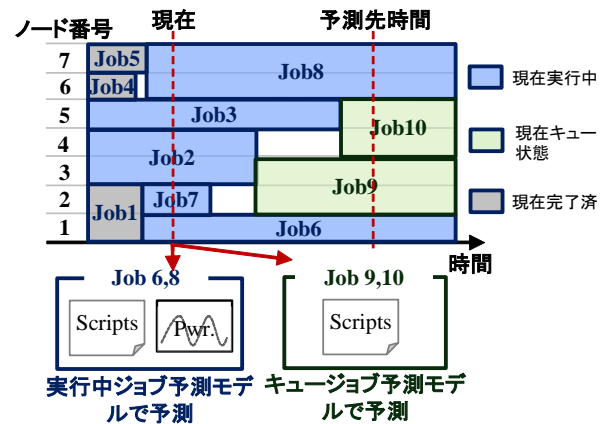 ノード番号
現在
予測先時間
7
Job5
Job8
6
Job4
現在実行中
5
Job3
Job10
4
Job2
現在キュー
状態
3
Job9
2
Job1
Job7
現在完了済
1
Job6
時間
Job 6,8
Job 9,10
Scripts
Pwr.
Scripts
実行中ジョブ予測モデ
ルで予測
キュージョブ予測モデ
ルで予測